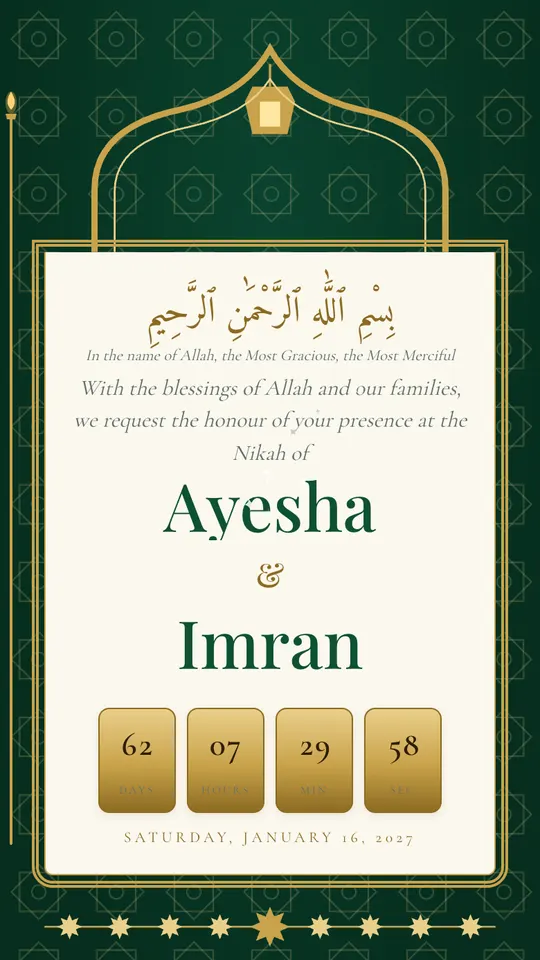 بِسْمِ ٱللَّهِ ٱلرَّحْمَٰنِ ٱلرَّحِيمِ
In the name of Allah, the Most Gracious, the Most Merciful
With the blessings of Allah and our families,
we request the honour of your presence at the
Nikah of
Ayesha
&
Imran
62 07 29 58
DAYS HOURS MIN SEC
SATURDAY, JANUARY 16, 2027